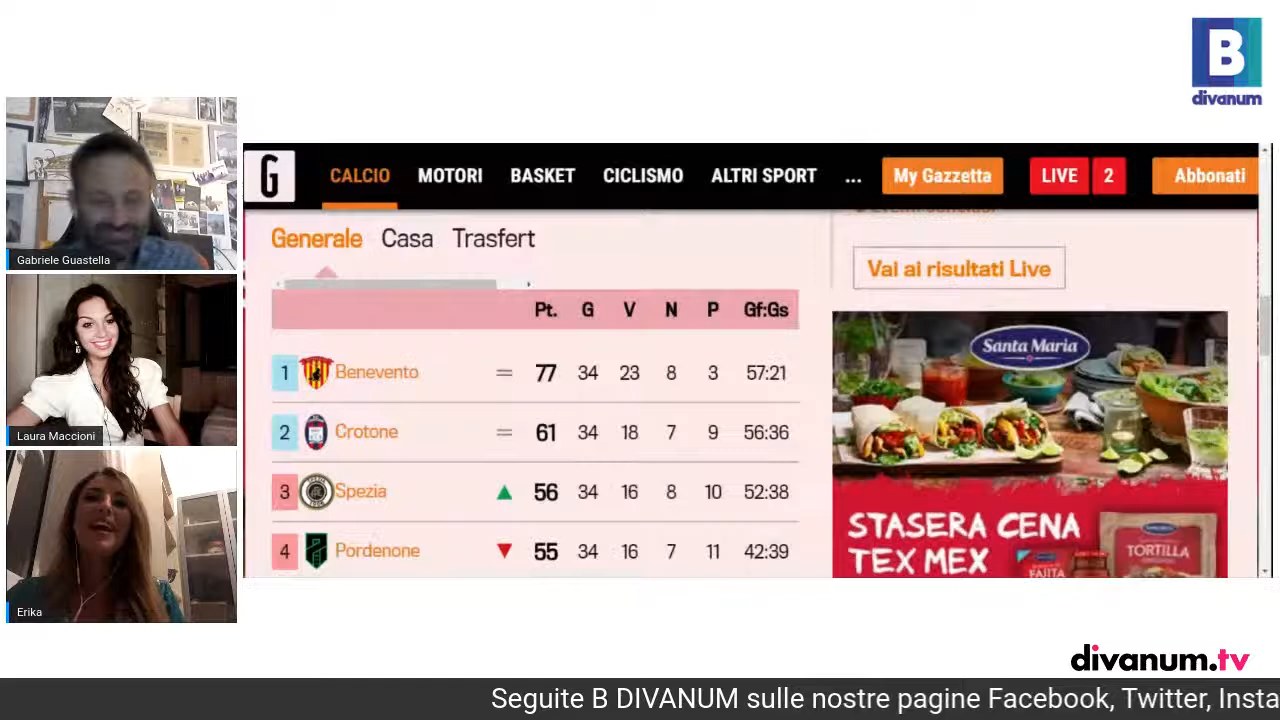 B
divanum
Gabriele Guastella
Laura Maccioni
Erika
G CALCIO MOTORI BASKET CICLISMO ALTRI SPORT ... My Gazzetta LIVE 2 Abbonati
Generale Casa Trasfert
Pt. G V N P Gf:Gs
1 Benevento = 77 34 23 8 3 57:21
2 Crotone = 61 34 18 7 9 56:36
3 Spezia 56 34 16 8 10 52:38
4 Pordenone 55 34 16 7 11 42:39
Vai ai risultati Live
Santa Maria
STASERA CENA
TEX MEX
TORTILLA
FAJITA
divanum.tv
Seguite B DIVANUM sulle nostre pagine Facebook, Twitter, Insta